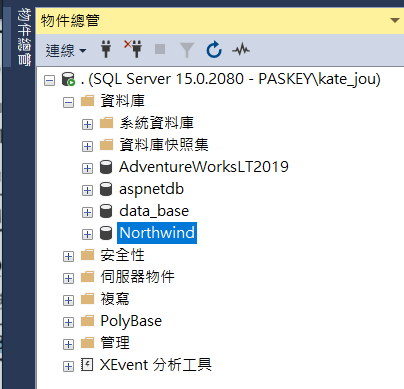 物件總管
物件總管
連線
. (SQL Server 15.0.2080 - PASKEY\kate_jou)
資料庫
系統資料庫
資料庫快照集
AdventureWorksLT2019
aspnetdb
data_base
Northwind
安全性
伺服器物件
複寫
PolyBase
管理
XEvent 分析工具